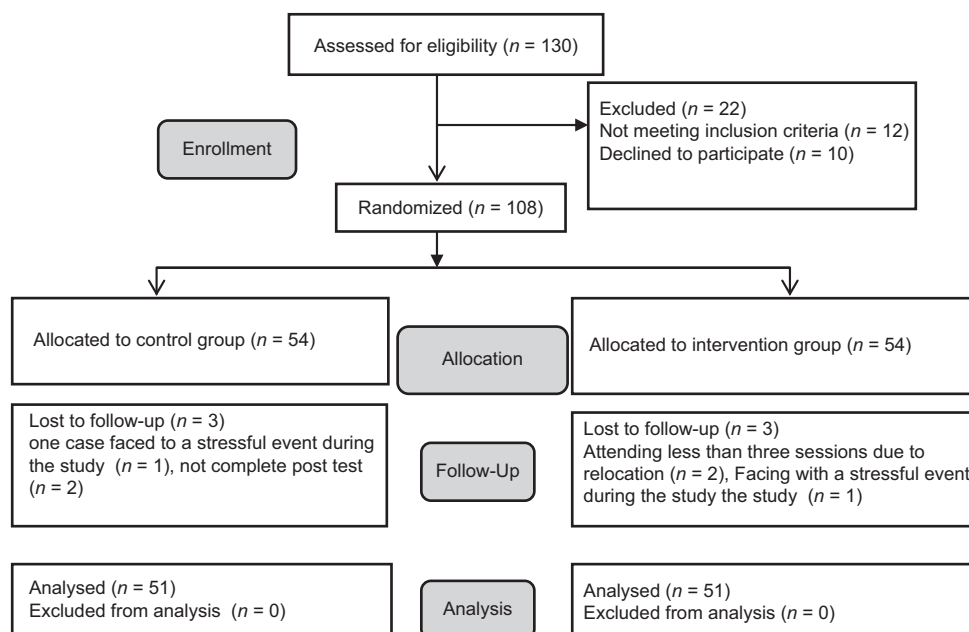 Assessed for eligibility (n = 130)
Excluded (n = 22)
Not meeting inclusion criteria (n = 12)
Declined to participate (n = 10)
Enrollment
Randomized (n = 108)
Allocated to control group (n = 54)
Allocation
Allocated to intervention group (n = 54)
Lost to follow-up (n = 3)
one case faced to a stressful event during
the study (n = 1), not complete post test
(n = 2)
Follow-Up
Lost to follow-up (n = 3)
Attending less than three sessions due to
relocation (n = 2), Facing with a stressful event
during the study the study (n = 1)
Analysed (n = 51)
Excluded from analysis (n = 0)
Analysis
Analysed (n = 51)
Excluded from analysis (n = 0)